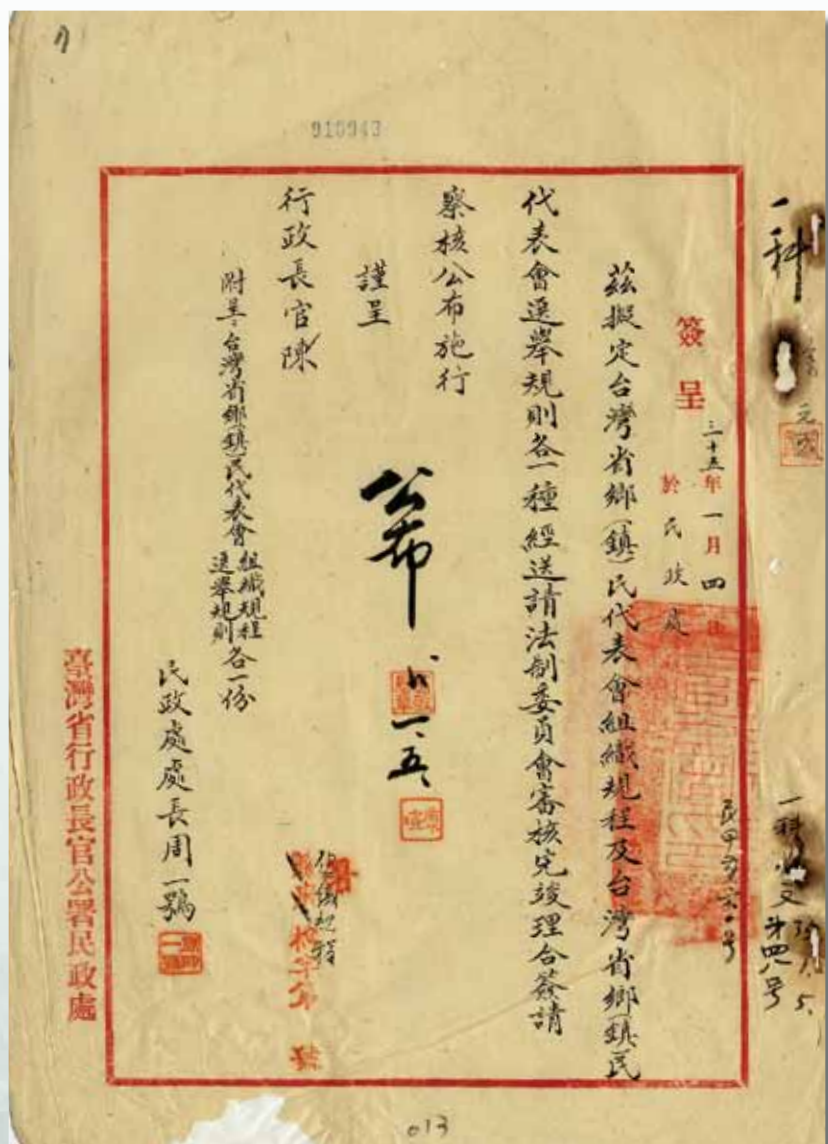 910943
一科
簽呈
三十五年一月四日
於民政處
茲擬定台灣省鄉(鎮)民代表會組織規程及台灣省鄉(鎮)民
代表會選舉規則各一種經送請法制委員會審核完竣理合簽請
察核公布施行
謹呈
行政長官陳
公布
一、五、
附呈台灣省鄉(鎮)民代表會組織規程選舉規則各一份
民政處處長周一鶚
臺灣省行政長官公署民政處
013